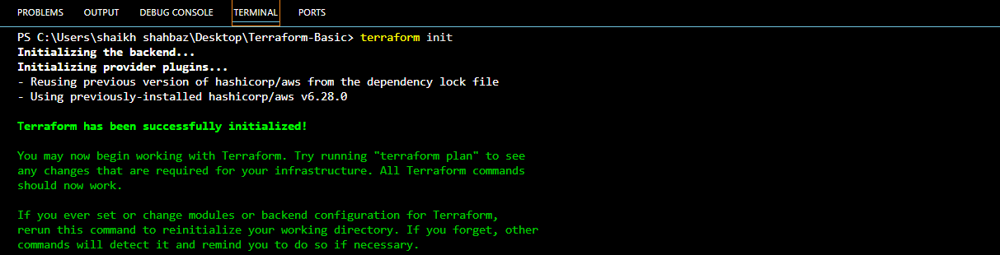 PROBLEMS OUTPUT DEBUG CONSOLE TERMINAL PORTS
PS C:\Users\shaikh shahbaz\Desktop\Terraform-Basic> terraform init
Initializing the backend...
Initializing provider plugins...
- Reusing previous version of hashicorp/aws from the dependency lock file
- Using previously-installed hashicorp/aws v6.28.0
Terraform has been successfully initialized!
You may now begin working with Terraform. Try running "terraform plan" to see
any changes that are required for your infrastructure. All Terraform commands
should now work.
If you ever set or change modules or backend configuration for Terraform,
rerun this command to reinitialize your working directory. If you forget, other
commands will detect it and remind you to do so if necessary.